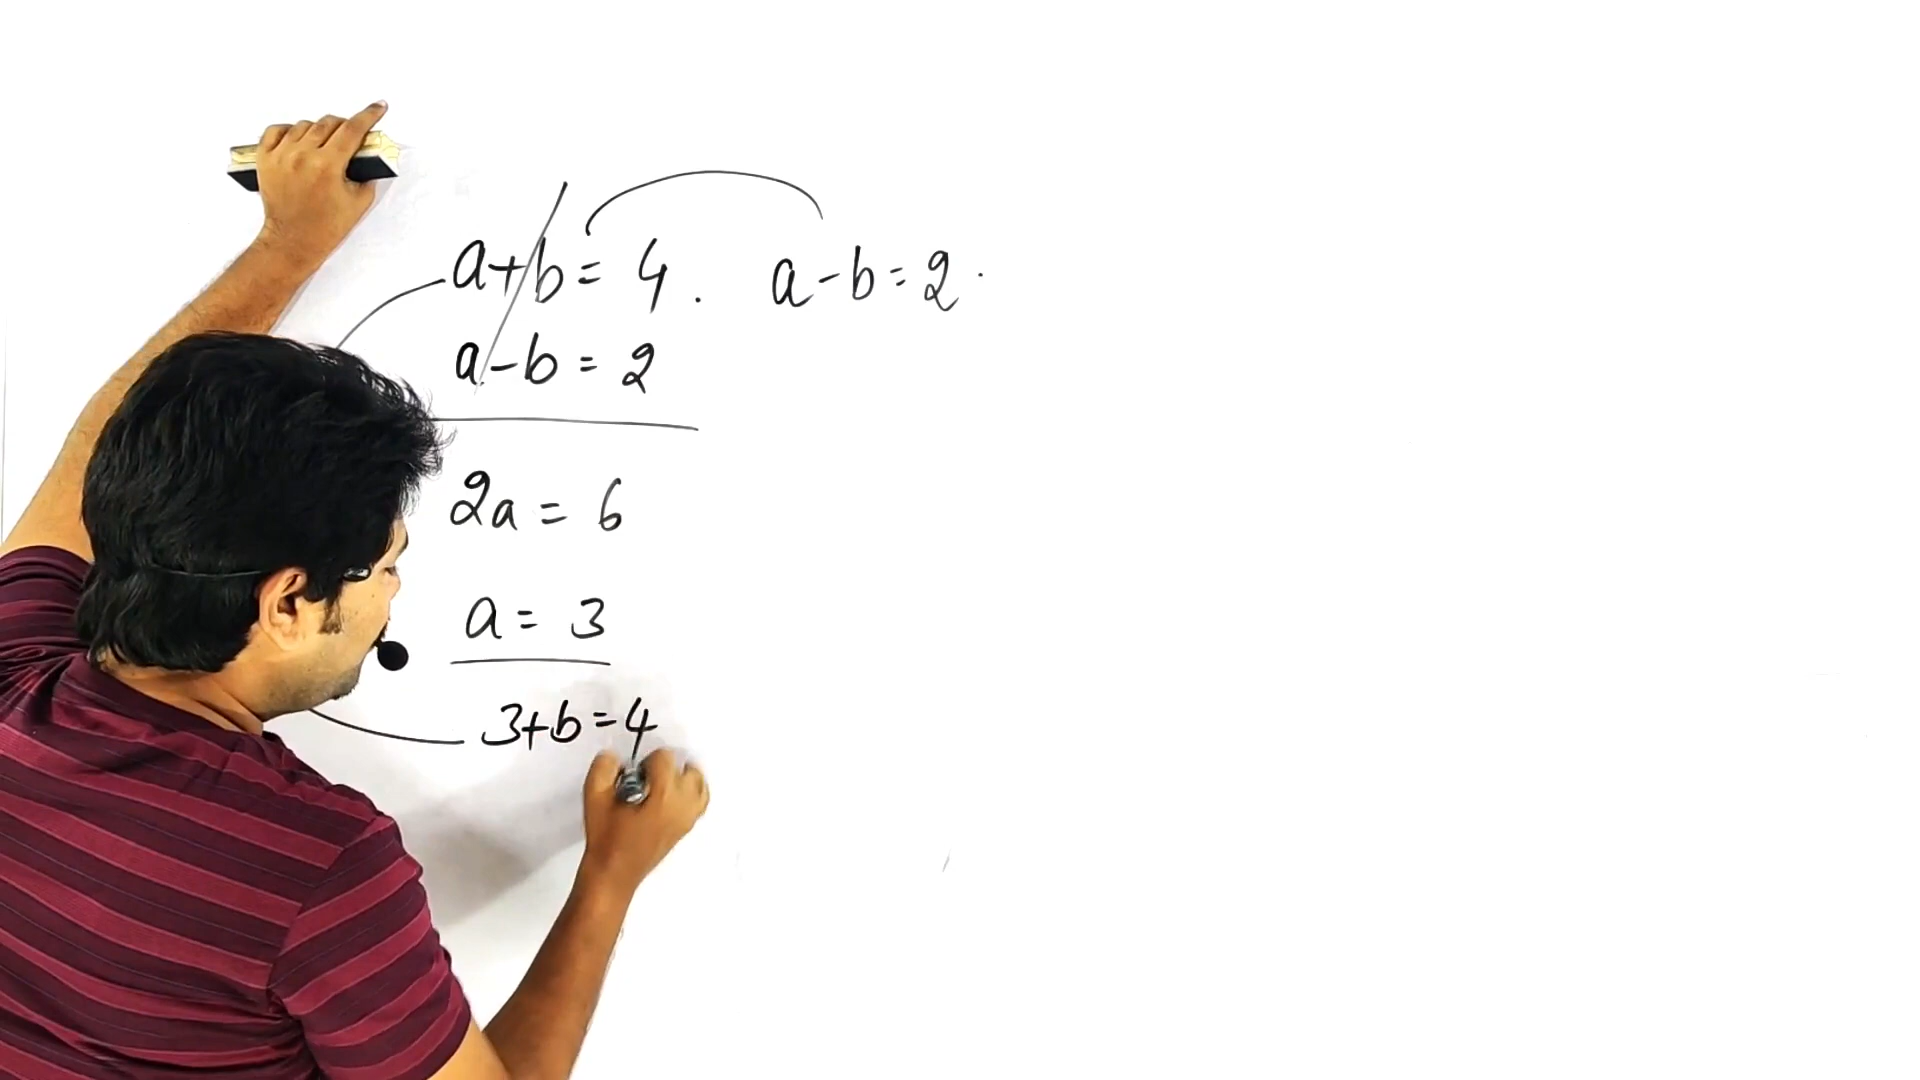 a+b = 4. a-b=2.
a-b = 2
2a = 6
a = 3
3+b=4